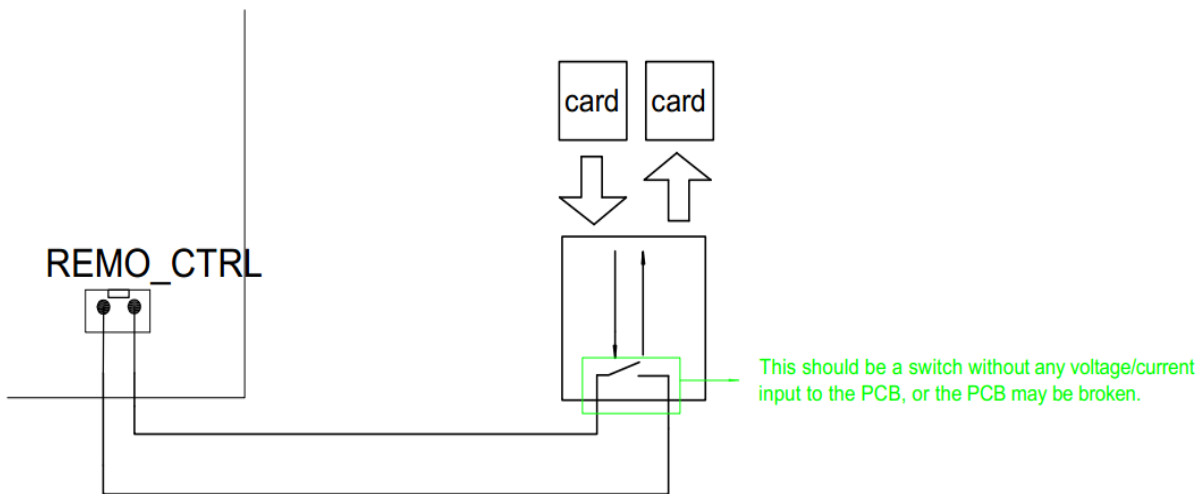 card card
REMO_CTRL
This should be a switch without any voltage/current
input to the PCB, or the PCB may be broken.